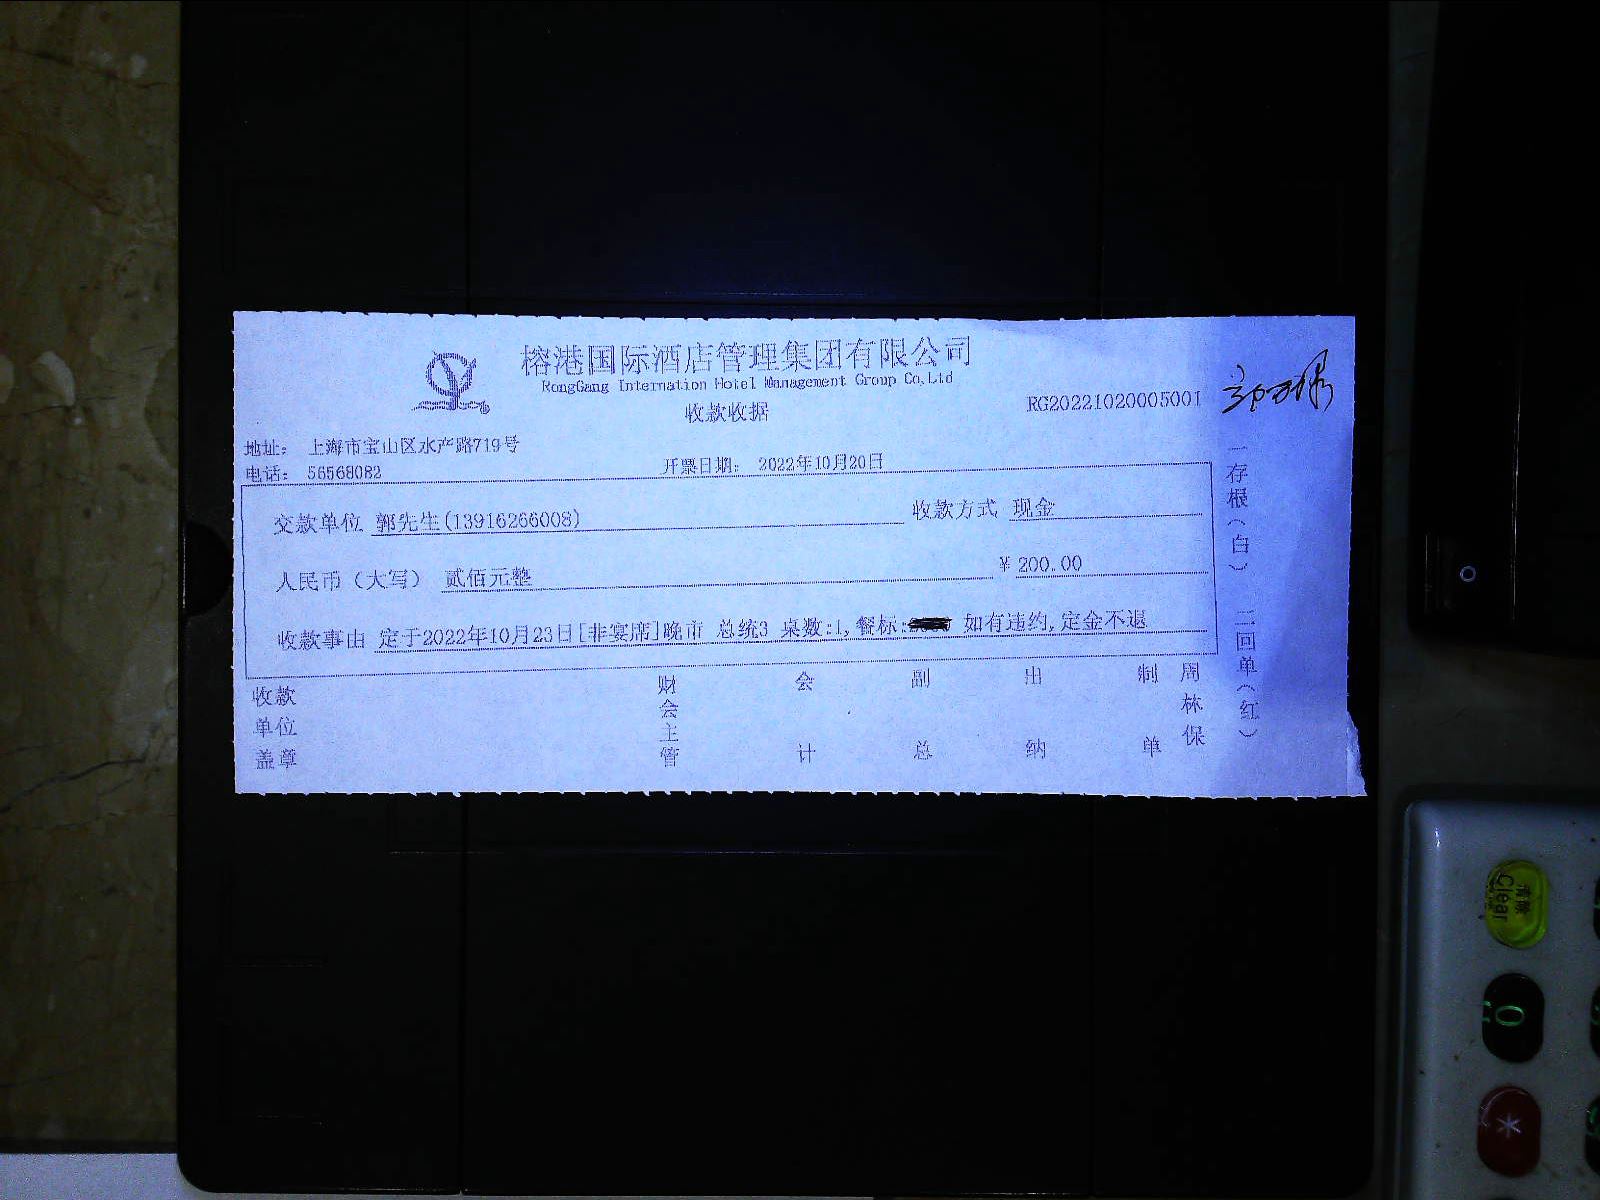 榕港国际酒店管理集团有限公司
RongGang Internation Hotel Management Group Co,Ltd
收款收据
RG20221020005001
地址： 上海市宝山区水产路719号
电话： 56568082
开票日期： 2022年10月20日
交款单位 郭先生(13916266008) 收款方式 现金
人民币（大写） 贰佰元整 ¥ 200.00
收款事由 定于2022年10月23日[非宴席]晚市 总统3 桌数:1,餐标: 如有违约,定金不退
收款单位盖章 财会主管 会计 副总 出纳 制单 周林保
一存根（白） 二回单（红）
清除
Clear
0
*